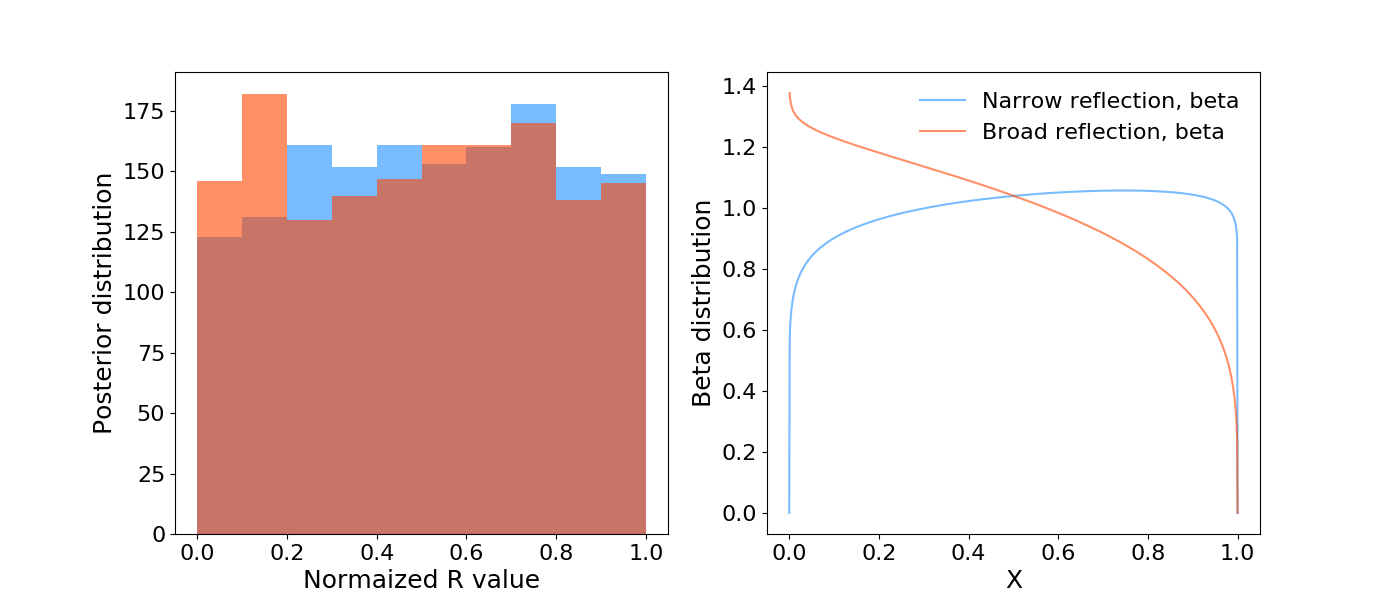 Posterior distribution
175
150
125
100
75
50
25
0
0.0 0.2 0.4 0.6 0.8 1.0
Normaized R value
Beta distribution
1.4
1.2
1.0
0.8
0.6
0.4
0.2
0.0
Narrow reflection, beta
Broad reflection, beta
0.0 0.2 0.4 0.6 0.8 1.0
X